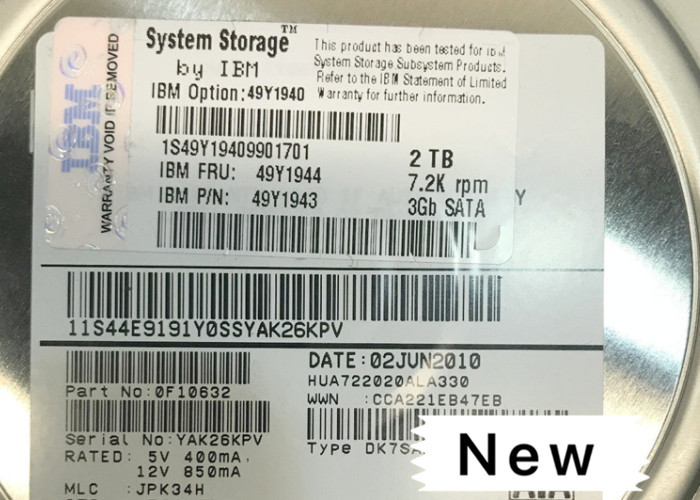 System Storage™
by IBM
IBM Option:49Y1940
This product has been tested for IBM
System Storage Subsystem Products.
Refer to the IBM Statement of Limited
Warranty for further information.
IBM
WARRANTY VOID IF REMOVED
1S49Y19409901701
IBM FRU: 49Y1944
IBM P/N: 49Y1943
2 TB
7.2K rpm
3Gb SATA
Y
11S44E9191Y0SSYAK26KPV
DATE:02JUN2010
HUA722020ALA330
WWN :CCA221EB47EB
Part No:0F10632
Serial No:YAK26KPV
Type DK7SA
RATED: 5V 400mA,
12V 850mA
MLC :JPK34H
New